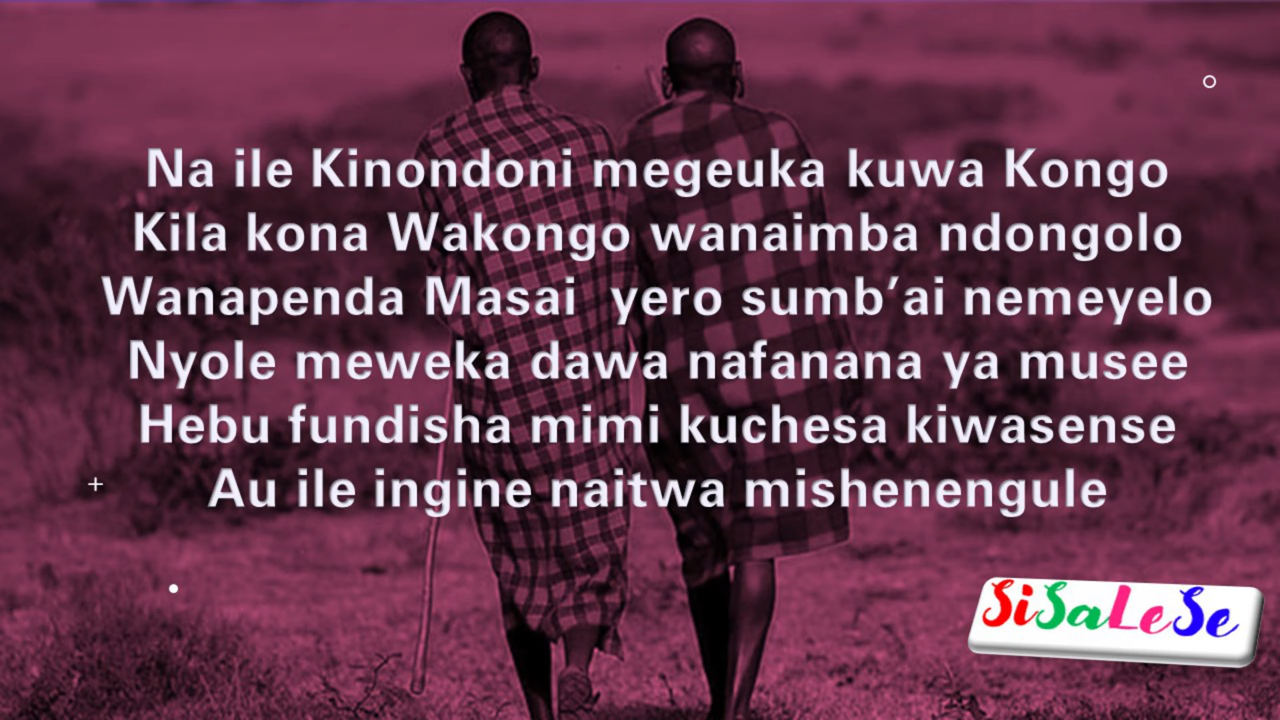 Na ile Kinondoni megeuka kuwa Kongo
Kila kona Wakongo wanaimba ndongolo
Wanapenda Masai yero sumb’ai nemeyelo
Nyole meweka dawa nafanana ya musee
Hebu fundisha mimi kuchesa kiwasense
Au ile ingine naitwa mishenengule
SiSaLeSe